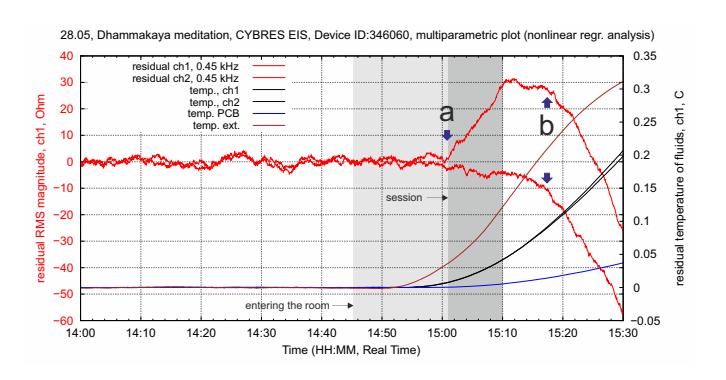 28.05, Dhammakaya meditation, CYBRES EIS, Device ID:346060, multiparametric plot (nonlinear regr. analysis)
residual RMS magnitude, ch1, Ohm
40
30
20
10
0
−10
−20
−30
−40
−50
−60
residual ch1, 0.45 kHz
residual ch2, 0.45 kHz
temp., ch1
temp., ch2
temp. PCB
temp. ext.
a
b
session
entering the room
0.35
0.3
0.25
0.2
0.15
0.1
0.05
0
−0.05
residual temperature of fluids, ch1, C
14:00 14:10 14:20 14:30 14:40 14:50 15:00 15:10 15:20 15:30
Time (HH:MM, Real Time)